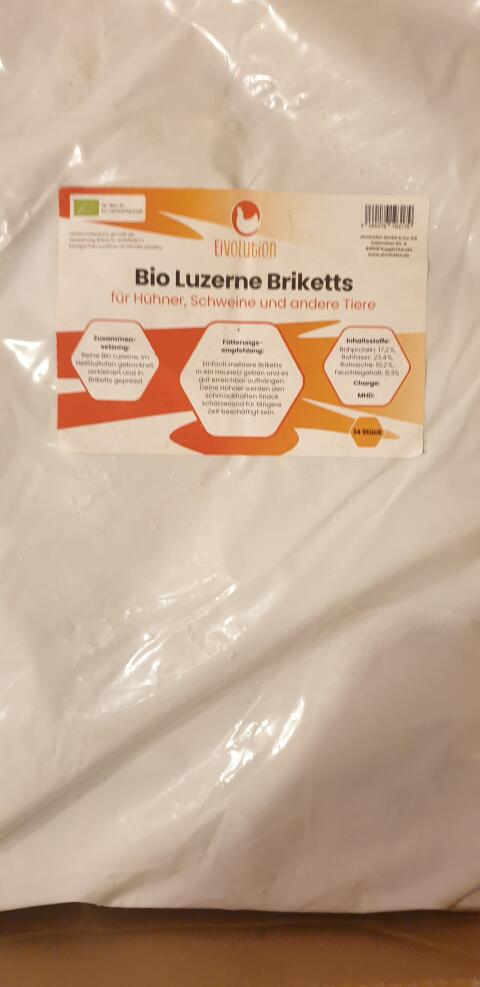 EU-Landwirtschaft
Eivolution
Bio Luzerne Briketts
für Hühner, Schweine und andere Tiere
Zusammen-
setzung:
Reine Bio Luzerne, im
Heißluftofen getrocknet,
zerkleinert und in
Briketts gepresst
Fütterungs-
empfehlung:
Einfach mehrere Briketts
in ein Heunetz geben und es
gut erreichbar aufhängen.
Deine Hühner werden den
schmackhaften Snack
schätzen und für längere
Zeit beschäftigt sein.
Inhaltsstoffe:
Rohprotein: 17,2%,
Rohfaser: 23,4%,
Rohasche: 10,2%,
Feuchtegehalt: 8,3%
Charge:
MHD:
14 Stück